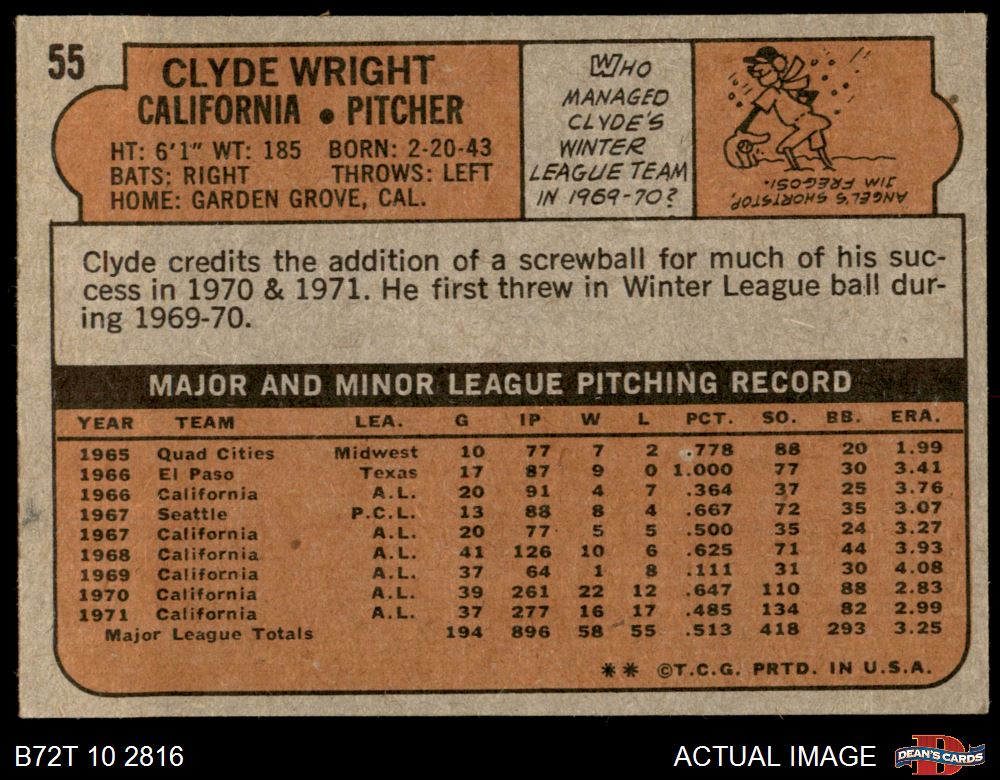 55
CLYDE WRIGHT
CALIFORNIA • PITCHER
HT: 6'1" WT: 185 BORN: 2-20-43
BATS: RIGHT THROWS: LEFT
HOME: GARDEN GROVE, CAL.
WHO
MANAGED
CLYDE'S
WINTER
LEAGUE TEAM
IN 1969-70?
ANGEL'S SHORTSTOP,
JIM FREGOSI.
Clyde credits the addition of a screwball for much of his suc-
cess in 1970 & 1971. He first threw in Winter League ball dur-
ing 1969-70.
MAJOR AND MINOR LEAGUE PITCHING RECORD
YEAR TEAM LEA. G IP W L PCT. SO. BB. ERA.
1965 Quad Cities Midwest 10 77 7 2 .778 88 20 1.99
1966 El Paso Texas 17 87 9 0 1.000 77 30 3.41
1966 California A.L. 20 91 4 7 .364 37 25 3.76
1967 Seattle P.C.L. 13 88 8 4 .667 72 35 3.07
1967 California A.L. 20 77 5 5 .500 35 24 3.27
1968 California A.L. 41 126 10 6 .625 71 44 3.93
1969 California A.L. 37 64 1 8 .111 31 30 4.08
1970 California A.L. 39 261 22 12 .647 110 88 2.83
1971 California A.L. 37 277 16 17 .485 134 82 2.99
Major League Totals 194 896 58 55 .513 418 293 3.25
** ©T.C.G. PRTD. IN U.S.A.
B72T 10 2816
ACTUAL IMAGE
DEAN'S CARDS